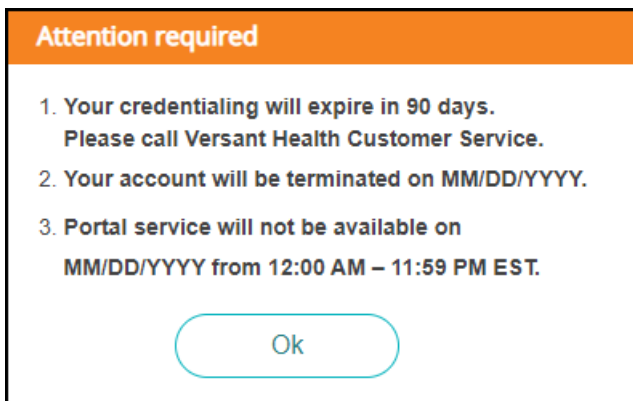 Attention required
1. Your credentialing will expire in 90 days.
Please call Versant Health Customer Service.
2. Your account will be terminated on MM/DD/YYYY.
3. Portal service will not be available on
MM/DD/YYYY from 12:00 AM – 11:59 PM EST.
Ok